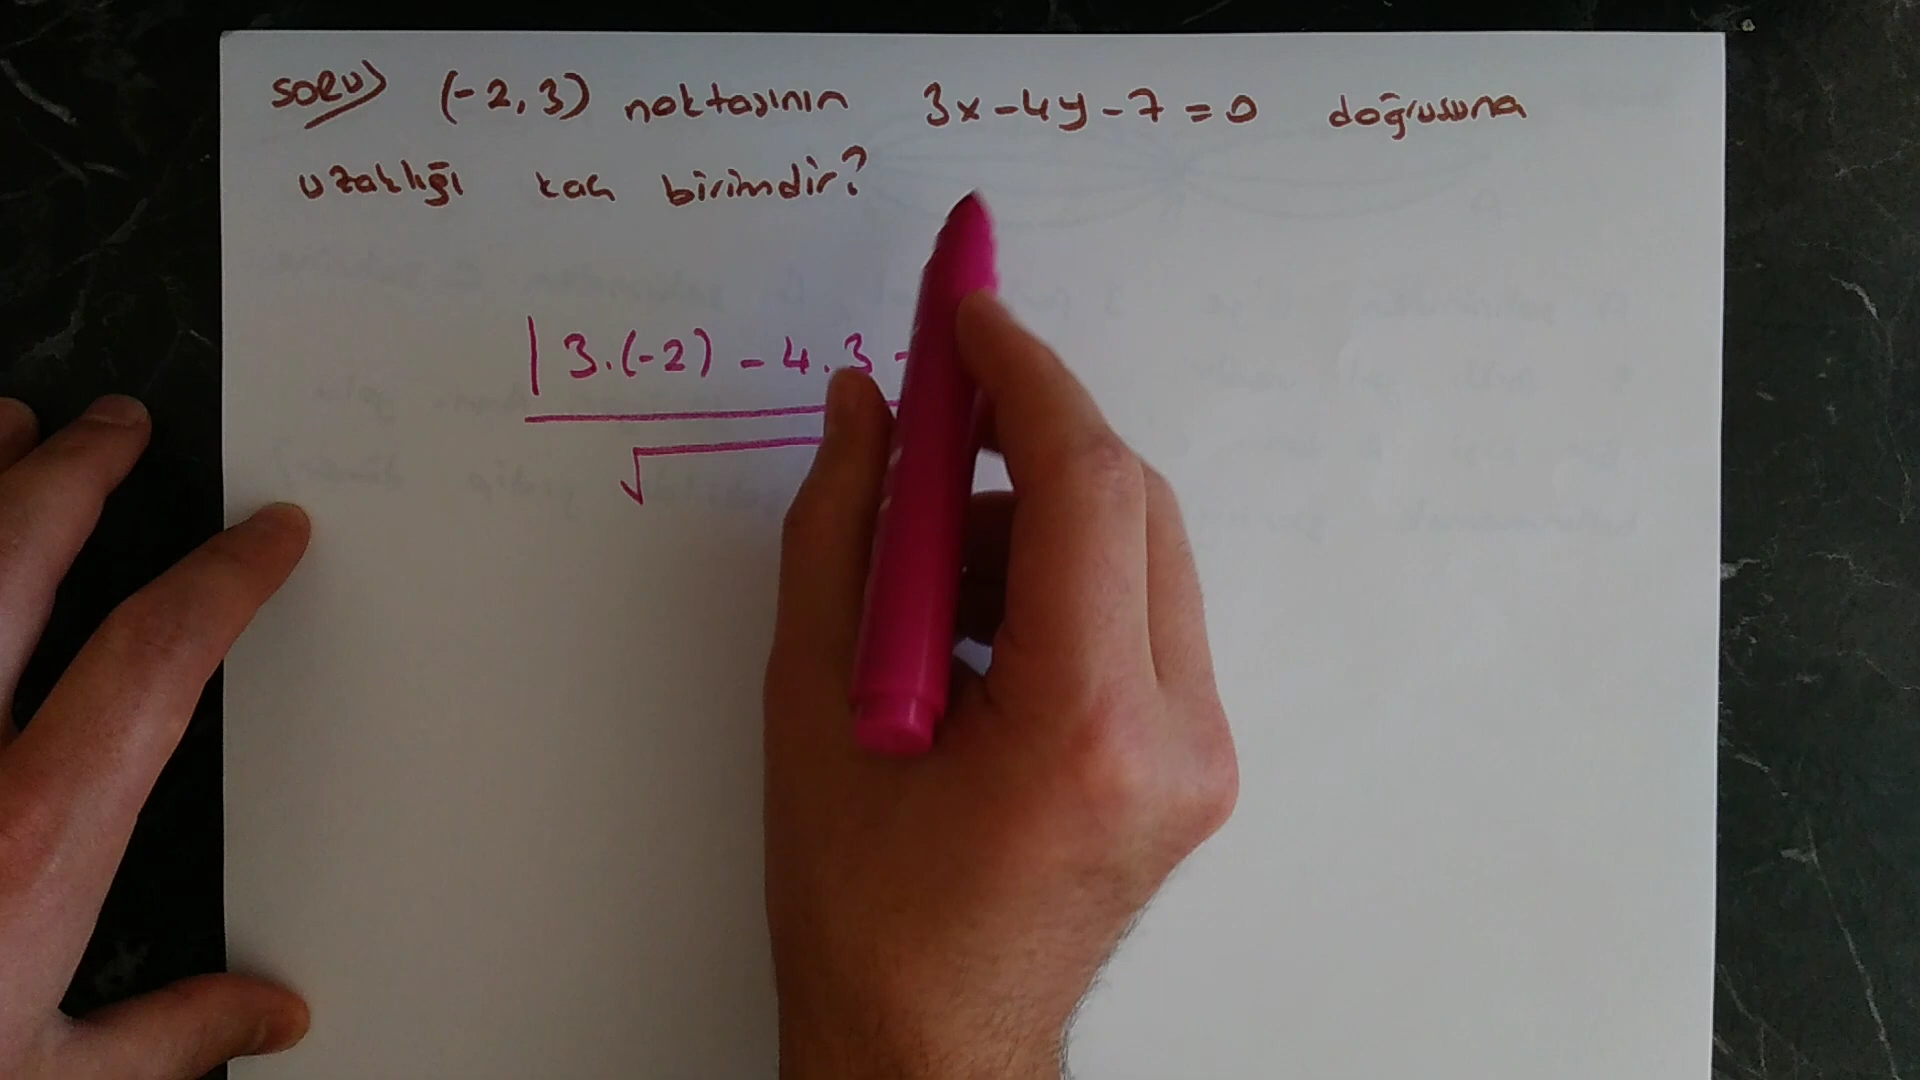 SORU) (-2,3) noktasının 3x-4y-7=0 doğrusuna
uzaklığı kaç birimdir?
|3.(-2) - 4.3 -
√